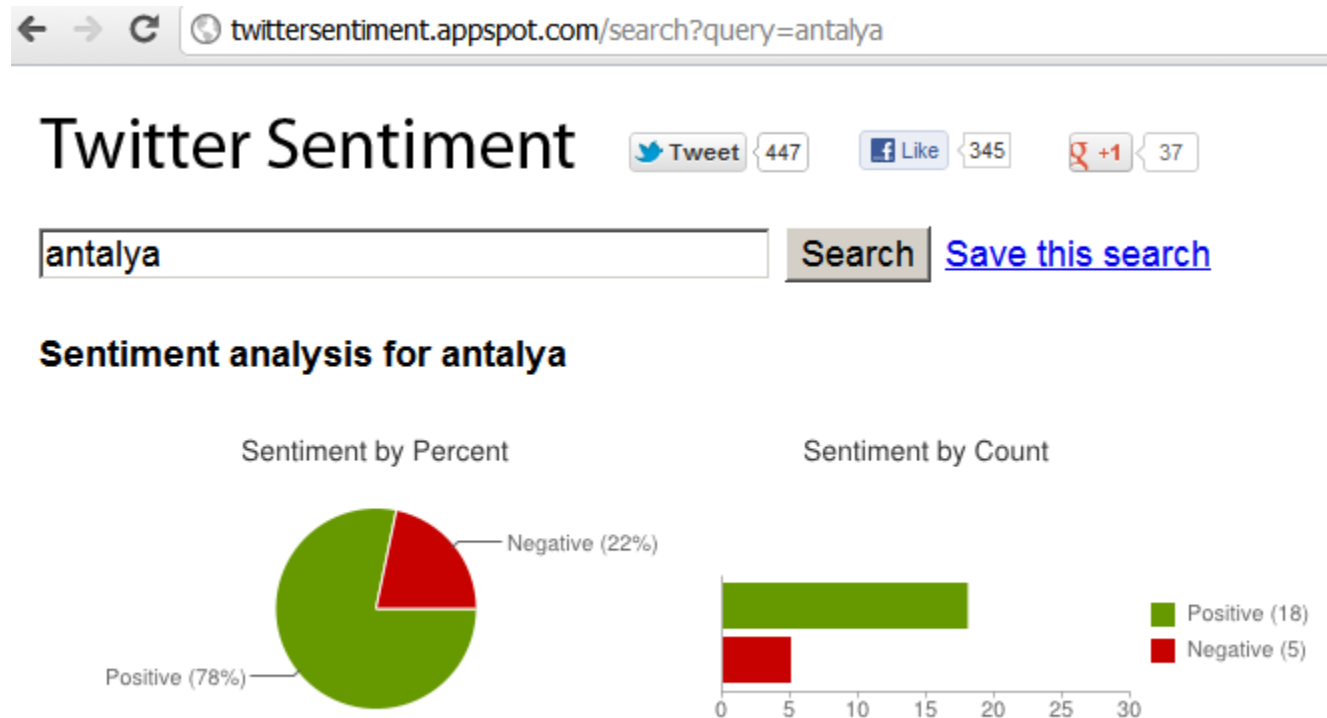 twittersentiment.appspot.com/search?query=antalya
Twitter Sentiment Tweet 447 Like 345 +1 37
antalya Search Save this search
Sentiment analysis for antalya
Sentiment by Percent
Negative (22%)
Positive (78%)
Sentiment by Count
Positive (18)
Negative (5)
0 5 10 15 20 25 30